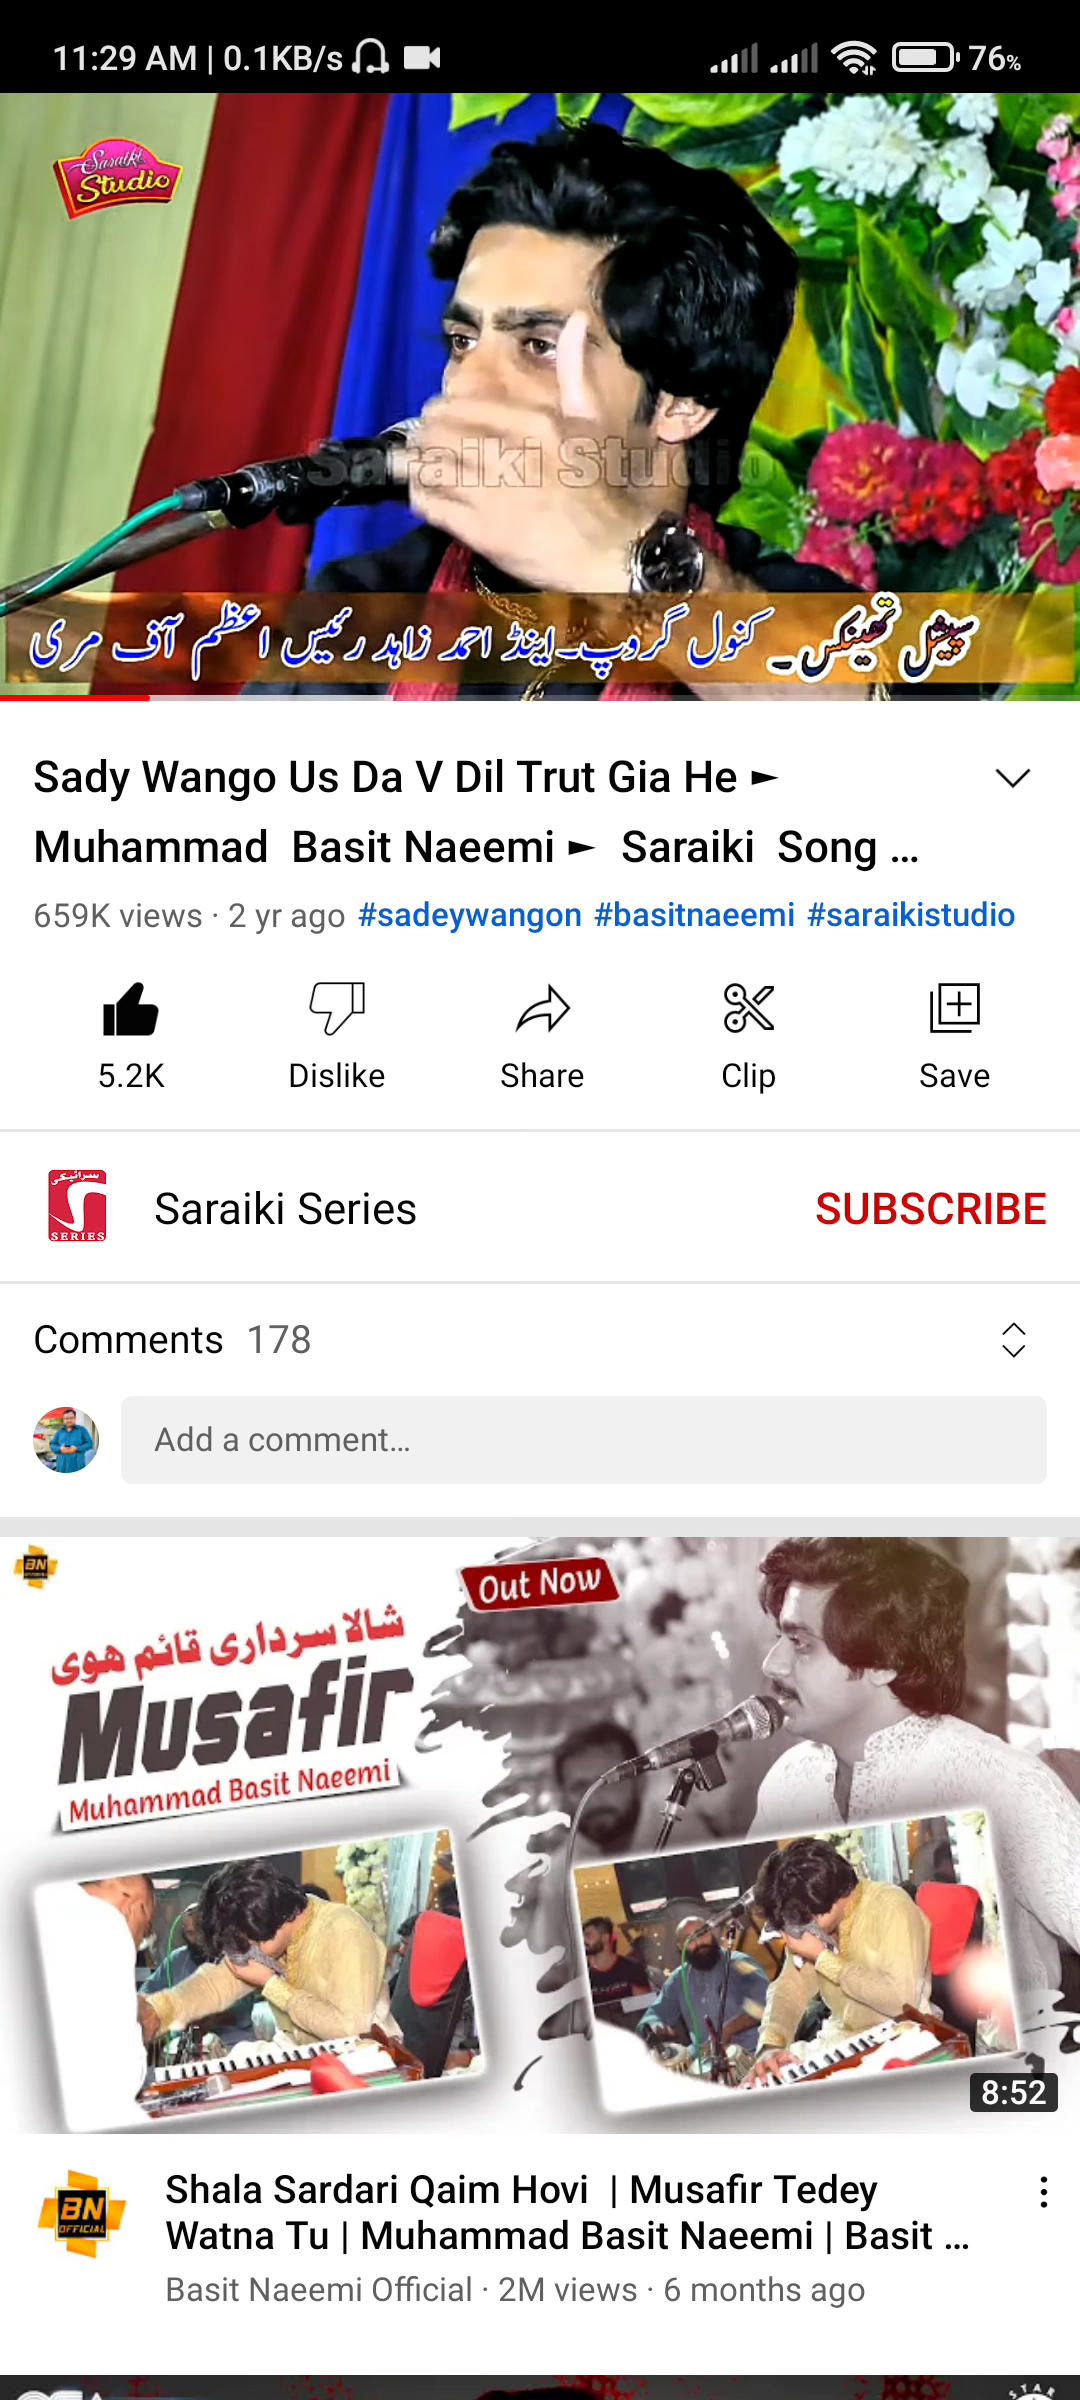 11:29 AM | 0.1KB/s
76%
Saraiki
Studio
Saraiki Studio
سپیشل تھینکس۔ کنول گروپ۔ اینڈ احمد زاہد رئیس اعظم آف مری
Sady Wango Us Da V Dil Trut Gia He ►
Muhammad Basit Naeemi ► Saraiki Song ...
659K views · 2 yr ago #sadeywangon #basitnaeemi #saraikistudio
5.2K
Dislike
Share
Clip
Save
سرائیکی
SERIES
Saraiki Series
SUBSCRIBE
Comments 178
Add a comment...
BN
Out Now
شالا سرداری قائم هوی
Musafir
Muhammad Basit Naeemi
8:52
BN
OFFICIAL
Shala Sardari Qaim Hovi | Musafir Tedey
Watna Tu | Muhammad Basit Naeemi | Basit ...
Basit Naeemi Official · 2M views · 6 months ago
STAR